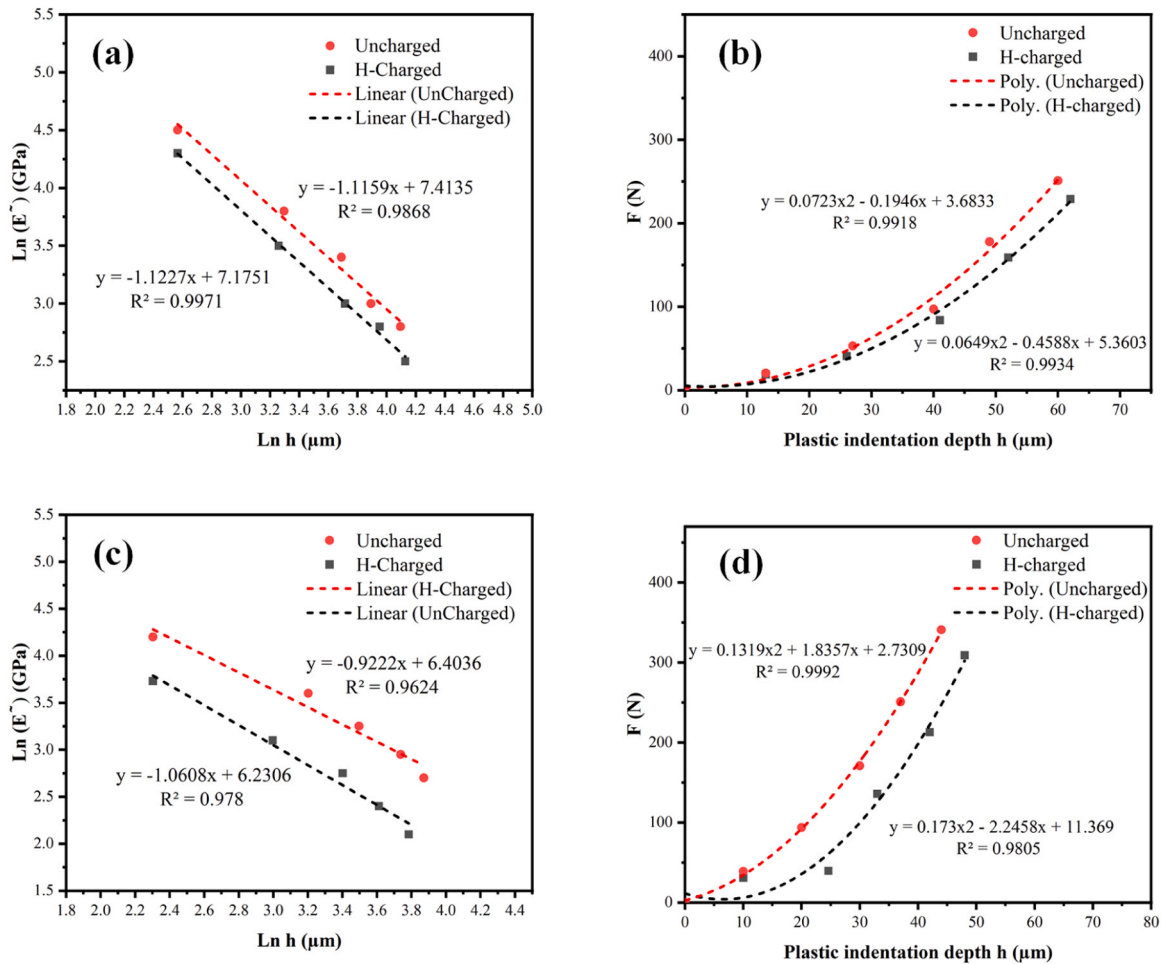 (a)
Uncharged
H-Charged
Linear (UnCharged)
Linear (H-Charged)
y = -1.1159x + 7.4135
R² = 0.9868
y = -1.1227x + 7.1751
R² = 0.9971
5.5
5.0
4.5
4.0
3.5
3.0
2.5
Ln (E˜) (GPa)
1.8 2.0 2.2 2.4 2.6 2.8 3.0 3.2 3.4 3.6 3.8 4.0 4.2 4.4 4.6 4.8 5.0
Ln h (µm)
(b)
Uncharged
H-charged
Poly. (Uncharged)
Poly. (H-charged)
y = 0.0723x2 - 0.1946x + 3.6833
R² = 0.9918
y = 0.0649x2 - 0.4588x + 5.3603
R² = 0.9934
400
300
200
100
0
F (N)
0 10 20 30 40 50 60 70
Plastic indentation depth h (µm)
(c)
Uncharged
H-Charged
Linear (H-Charged)
Linear (UnCharged)
y = -0.9222x + 6.4036
R² = 0.9624
y = -1.0608x + 6.2306
R² = 0.978
5.5
5.0
4.5
4.0
3.5
3.0
2.5
2.0
1.5
Ln (E˜) (GPa)
1.8 2.0 2.2 2.4 2.6 2.8 3.0 3.2 3.4 3.6 3.8 4.0 4.2 4.4
Ln h (µm)
(d)
Uncharged
H-charged
Poly. (Uncharged)
Poly. (H-charged)
y = 0.1319x2 + 1.8357x + 2.7309
R² = 0.9992
y = 0.173x2 - 2.2458x + 11.369
R² = 0.9805
400
300
200
100
0
F (N)
0 10 20 30 40 50 60 70 80
Plastic indentation depth h (µm)